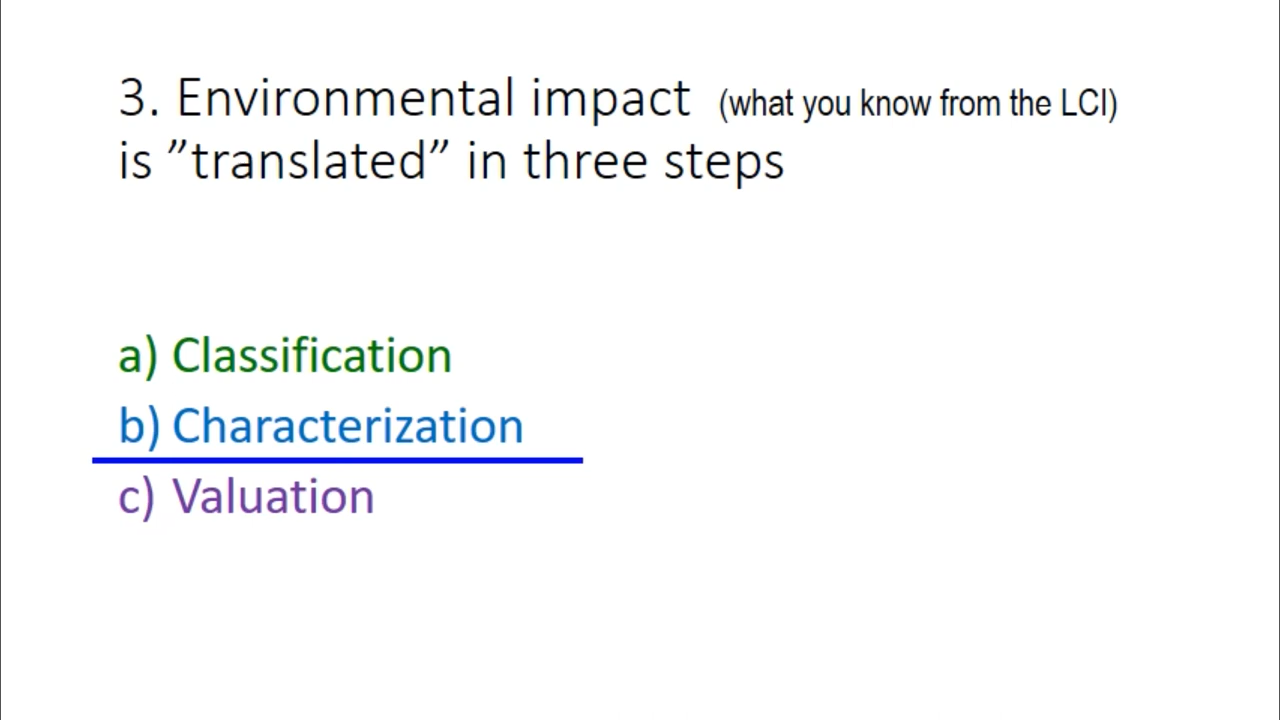 3. Environmental impact (what you know from the LCI)
is ”translated” in three steps
a) Classification
b) Characterization
c) Valuation